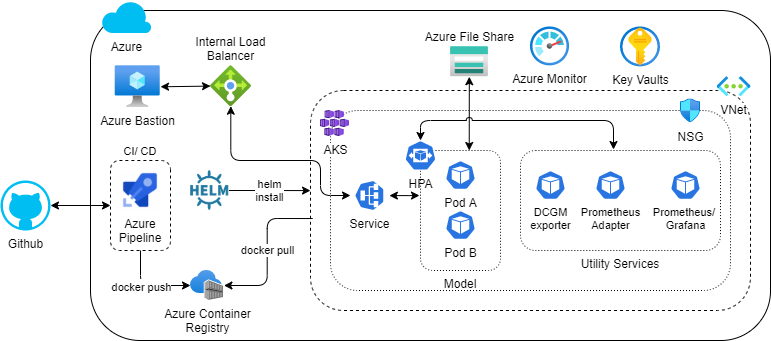 Azure
Internal Load
Balancer
Azure File Share
Azure Monitor
Key Vaults
VNet
Azure Bastion
AKS
NSG
CI/ CD
HELM
helm
install
HPA
Azure
Pipeline
Github
Service
Pod A
Pod B
DCGM
exporter
Prometheus
Adapter
Prometheus/
Grafana
docker pull
Utility Services
Model
docker push
Azure Container
Registry